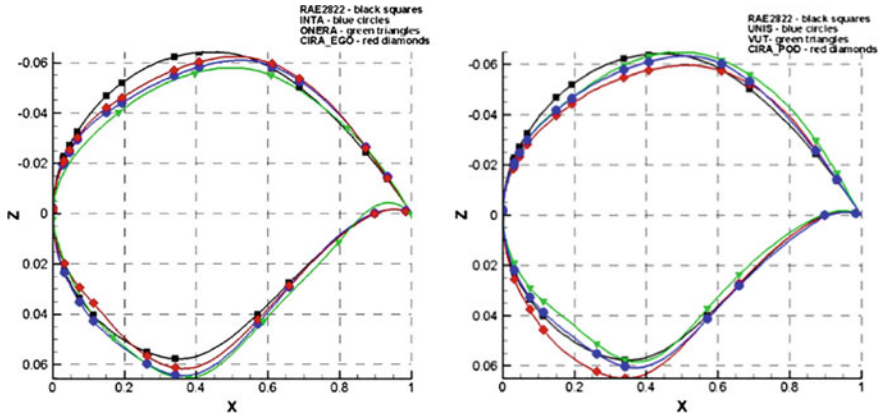 RAE2822 - black squares
INTA - blue circles
ONERA - green triangles
CIRA_EGO - red diamonds
-0.06
-0.04
-0.02
0
0.02
0.04
0.06
Z
0 0.2 0.4 0.6 0.8 1
X
RAE2822 - black squares
UNIS - blue circles
VUT- green triangles
CIRA_POD - red diamonds
-0.06
-0.04
-0.02
0
0.02
0.04
0.06
Z
0 0.2 0.4 0.6 0.8 1
X